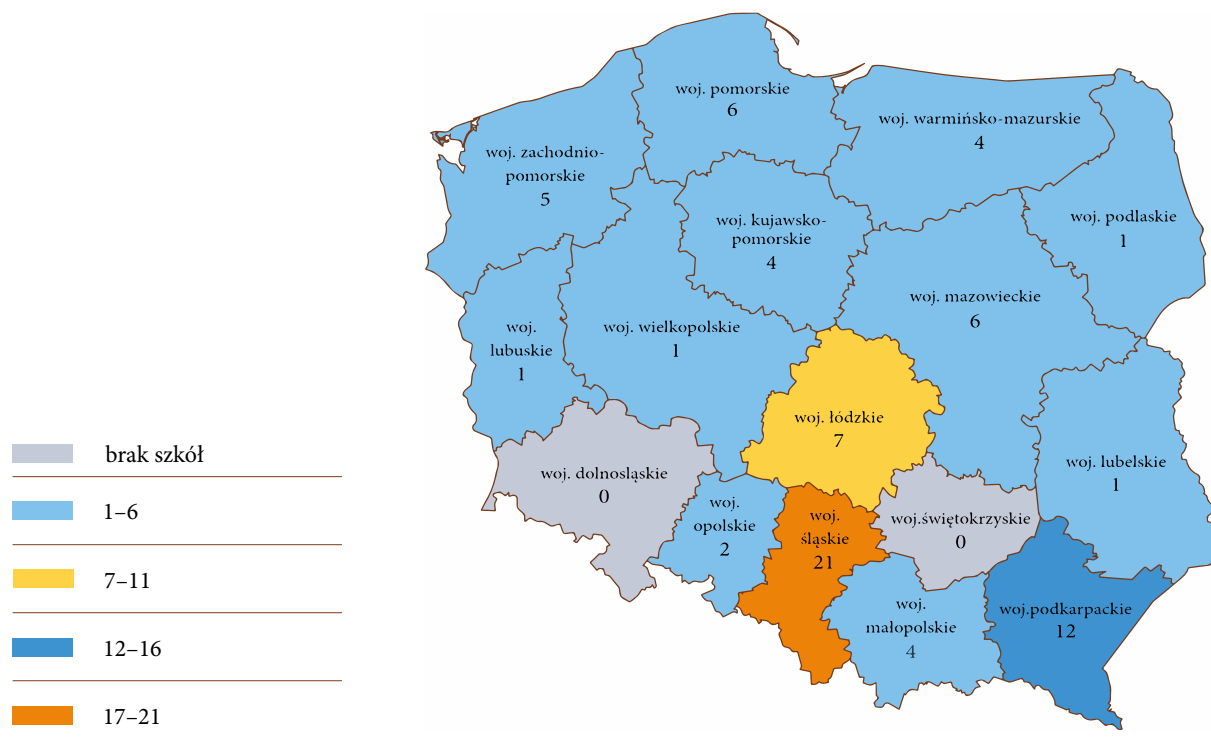 woj. pomorskie
6
woj. warmińsko-mazurskie
4
woj. zachodnio-
pomorskie
5
woj. kujawsko-
pomorskie
4
woj. podlaskie
1
woj. mazowieckie
6
woj.
lubuskie
1
woj. wielkopolskie
1
woj. łódzkie
7
woj. dolnośląskie
0
woj. lubelskie
1
woj.
opolskie
2
woj.
śląskie
21
woj.świętokrzyskie
0
woj.
małopolskie
4
woj.podkarpackie
12
brak szkół
1–6
7–11
12–16
17–21